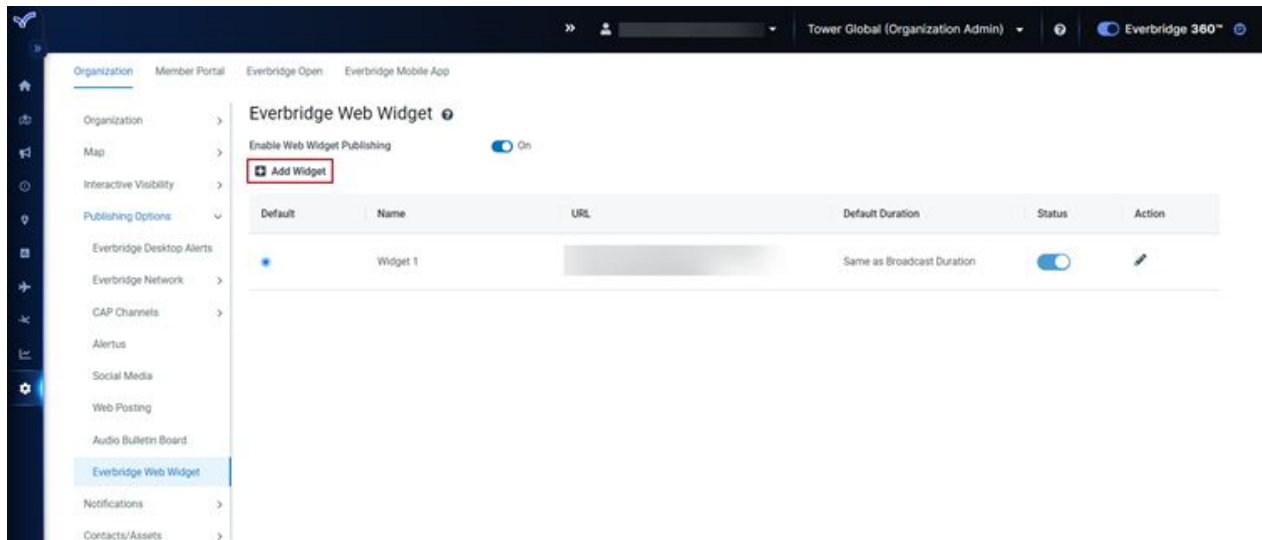 Tower Global (Organization Admin)
Everbridge 360™
Organization Member Portal Everbridge Open Everbridge Mobile App
Organization
Map
Interactive Visibility
Publishing Options
Everbridge Desktop Alerts
Everbridge Network
CAP Channels
Alertus
Social Media
Web Posting
Audio Bulletin Board
Everbridge Web Widget
Notifications
Contacts/Assets
Everbridge Web Widget
Enable Web Widget Publishing On
Add Widget
Default Name URL Default Duration Status Action
Widget 1 Same as Broadcast Duration